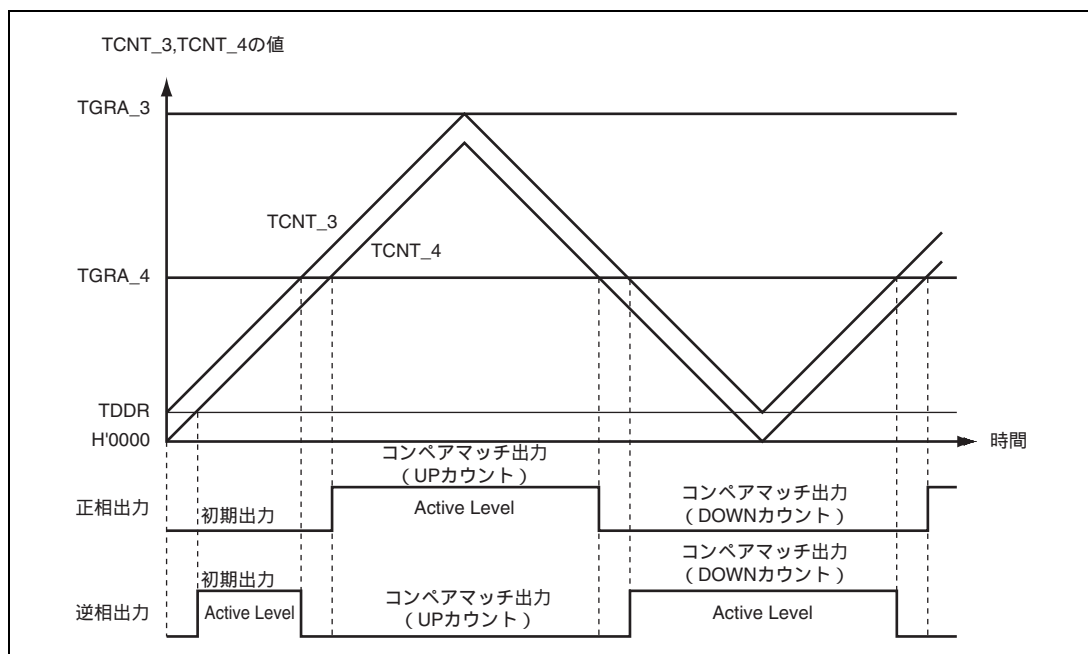 TCNT_3,TCNT_4の値
TGRA_3
TCNT_3
TCNT_4
TGRA_4
TDDR
H'0000
時間
コンペアマッチ出力
（UPカウント）
正相出力
初期出力
Active Level
コンペアマッチ出力
（DOWNカウント）
コンペアマッチ出力
（DOWNカウント）
初期出力
逆相出力
Active Level
コンペアマッチ出力
（UPカウント）
Active Level